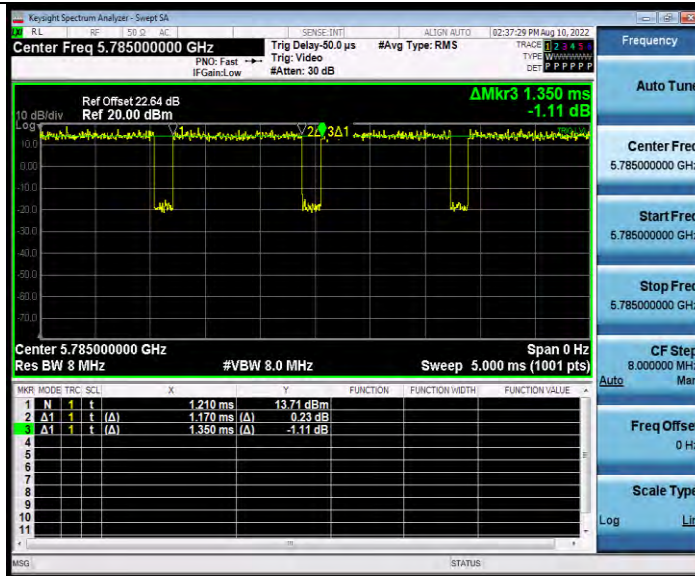 Keysight Spectrum Analyzer - Swept SA
RL RF 50 Ω AC SENSE:INT ALIGN AUTO 02:37:29 PM Aug 10, 2022
Center Freq 5.785000000 GHz
PNO: Fast
IFGain:Low
Trig Delay-50.0 µs
Trig: Video
#Atten: 30 dB
#Avg Type: RMS
TRACE 1 2 3 4 5 6
TYPE W
DET P P P P P P
ΔMkr3 1.350 ms
-1.11 dB
Ref Offset 22.64 dB
10 dB/div Ref 20.00 dBm
Log
10.0
0.00
-10.0
-20.0
-30.0
-40.0
-50.0
-60.0
-70.0
3Δ1
Center 5.785000000 GHz Span 0 Hz
Res BW 8 MHz #VBW 8.0 MHz Sweep 5.000 ms (1001 pts)
MKR MODE TRC SCL X Y FUNCTION FUNCTION WIDTH FUNCTION VALUE
1 N 1 t 1.210 ms 13.71 dBm
2 Δ1 1 t (Δ) 1.170 ms (Δ) 0.23 dB
3 Δ1 1 t (Δ) 1.350 ms (Δ) -1.11 dB
4
5
6
7
8
9
10
11
MSG STATUS
Frequency
Auto Tune
Center Freq
5.785000000 GHz
Start Freq
5.785000000 GHz
Stop Freq
5.785000000 GHz
CF Step
8.000000 MHz
Auto Man
Freq Offset
0 Hz
Scale Type
Log Lin